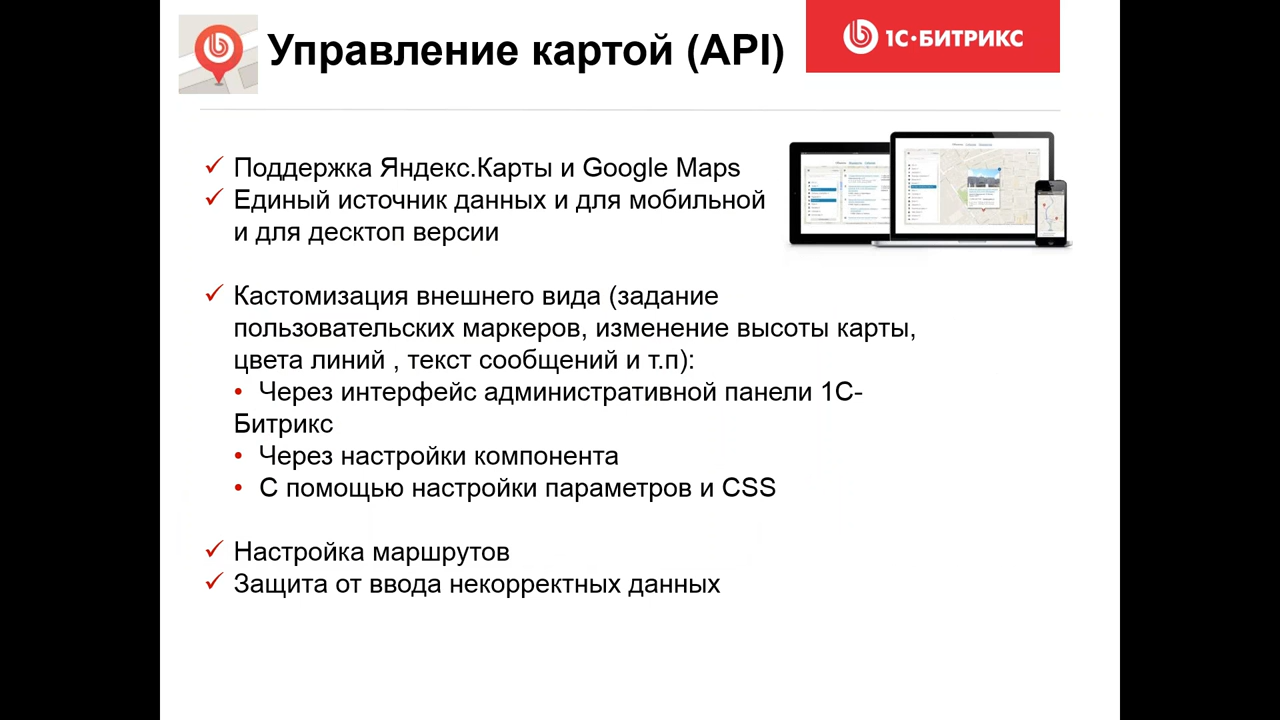 Управление картой (API)
1С·БИТРИКС
Поддержка Яндекс.Карты и Google Maps
Единый источник данных и для мобильной
и для десктоп версии
Кастомизация внешнего вида (задание
пользовательских маркеров, изменение высоты карты,
цвета линий , текст сообщений и т.п):
• Через интерфейс административной панели 1С-
Битрикс
• Через настройки компонента
• С помощью настройки параметров и CSS
Настройка маршрутов
Защита от ввода некорректных данных